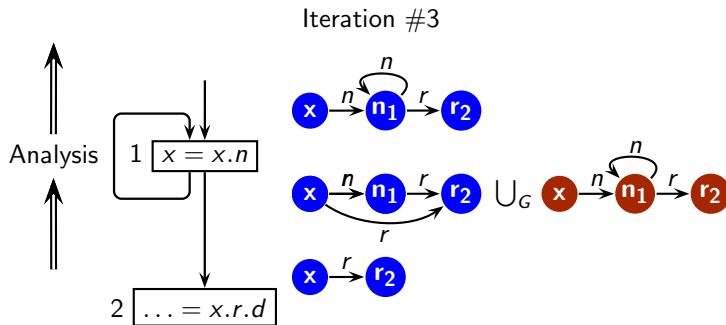 Iteration #3
n
x n n1 r r2
Analysis
1 x = x.n
n
x n n1 r r2 ⋃G x n n1 r r2
r
x r r2
2 ... = x.r.d